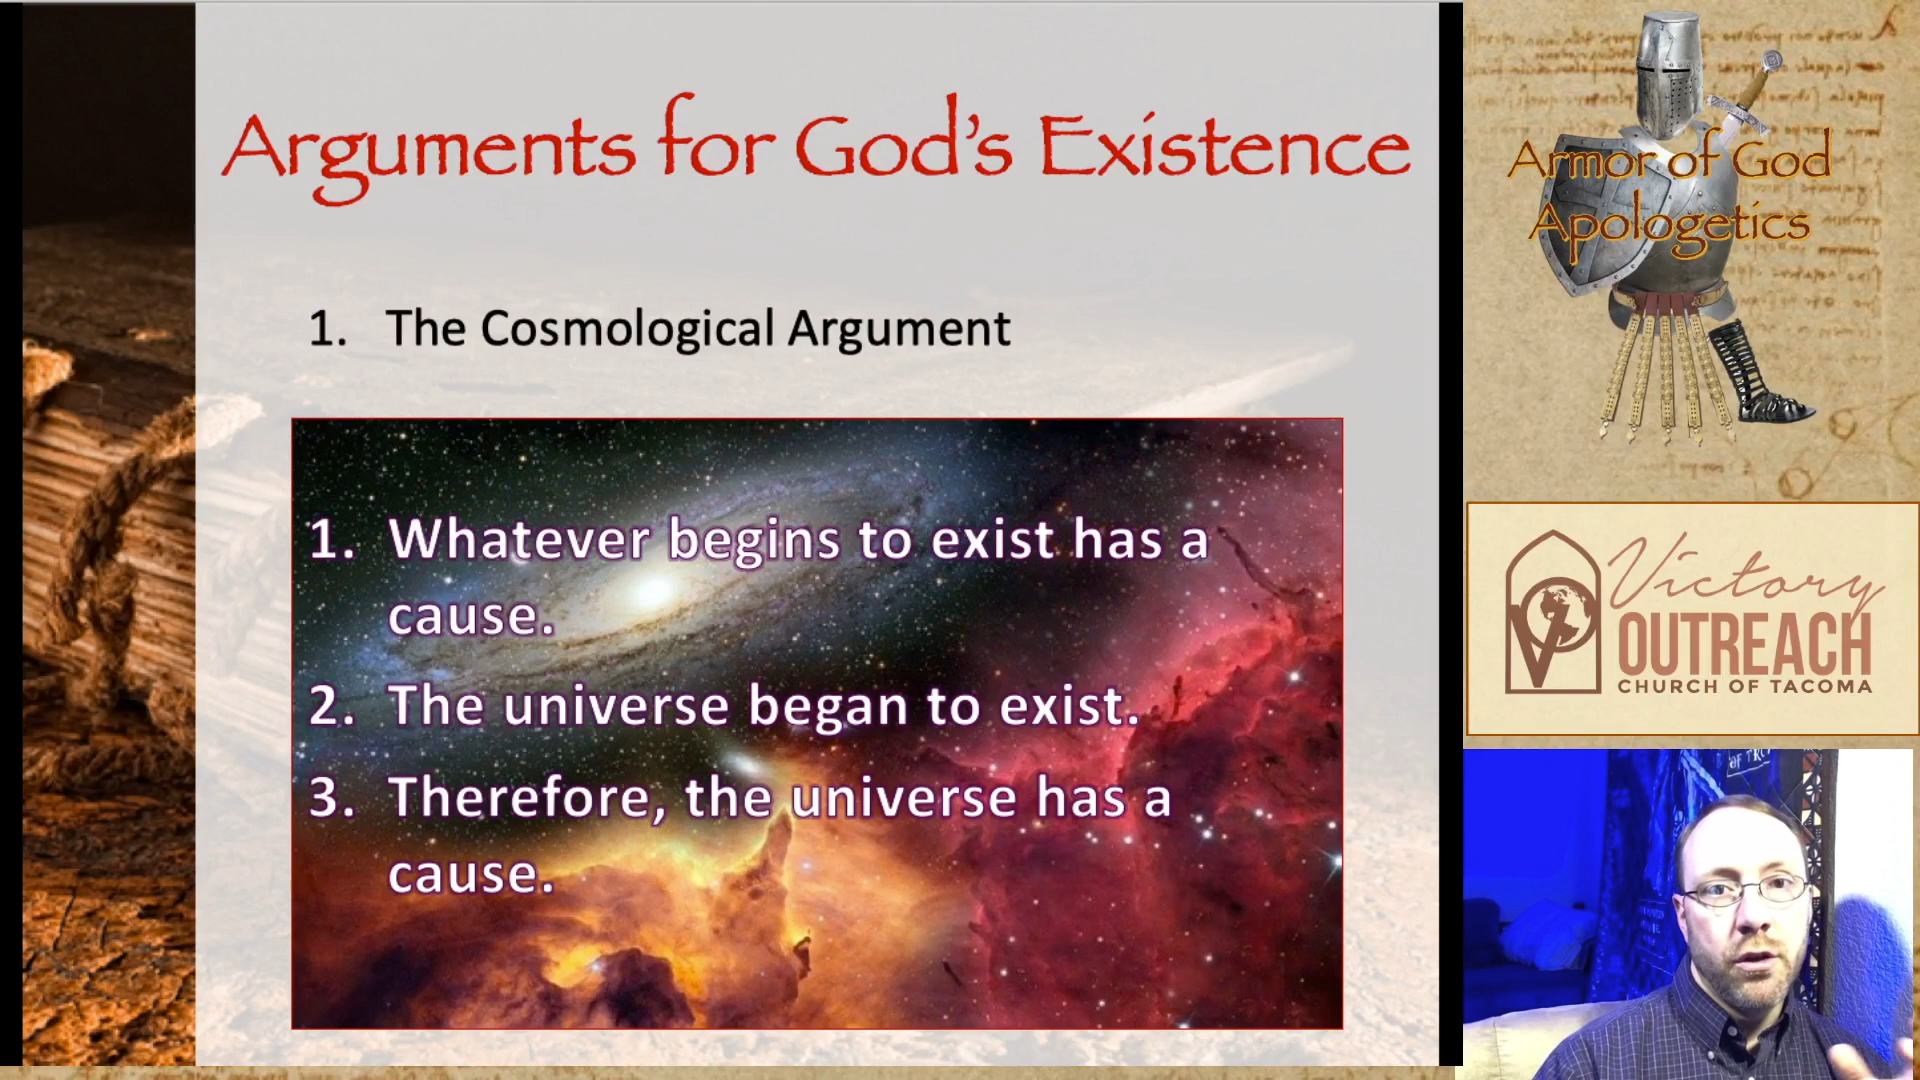 Arguments for God's Existence
1. The Cosmological Argument
1. Whatever begins to exist has a
cause.
2. The universe began to exist.
3. Therefore, the universe has a
cause.
Armor of God
Apologetics
Victory
OUTREACH
CHURCH OF TACOMA
OF